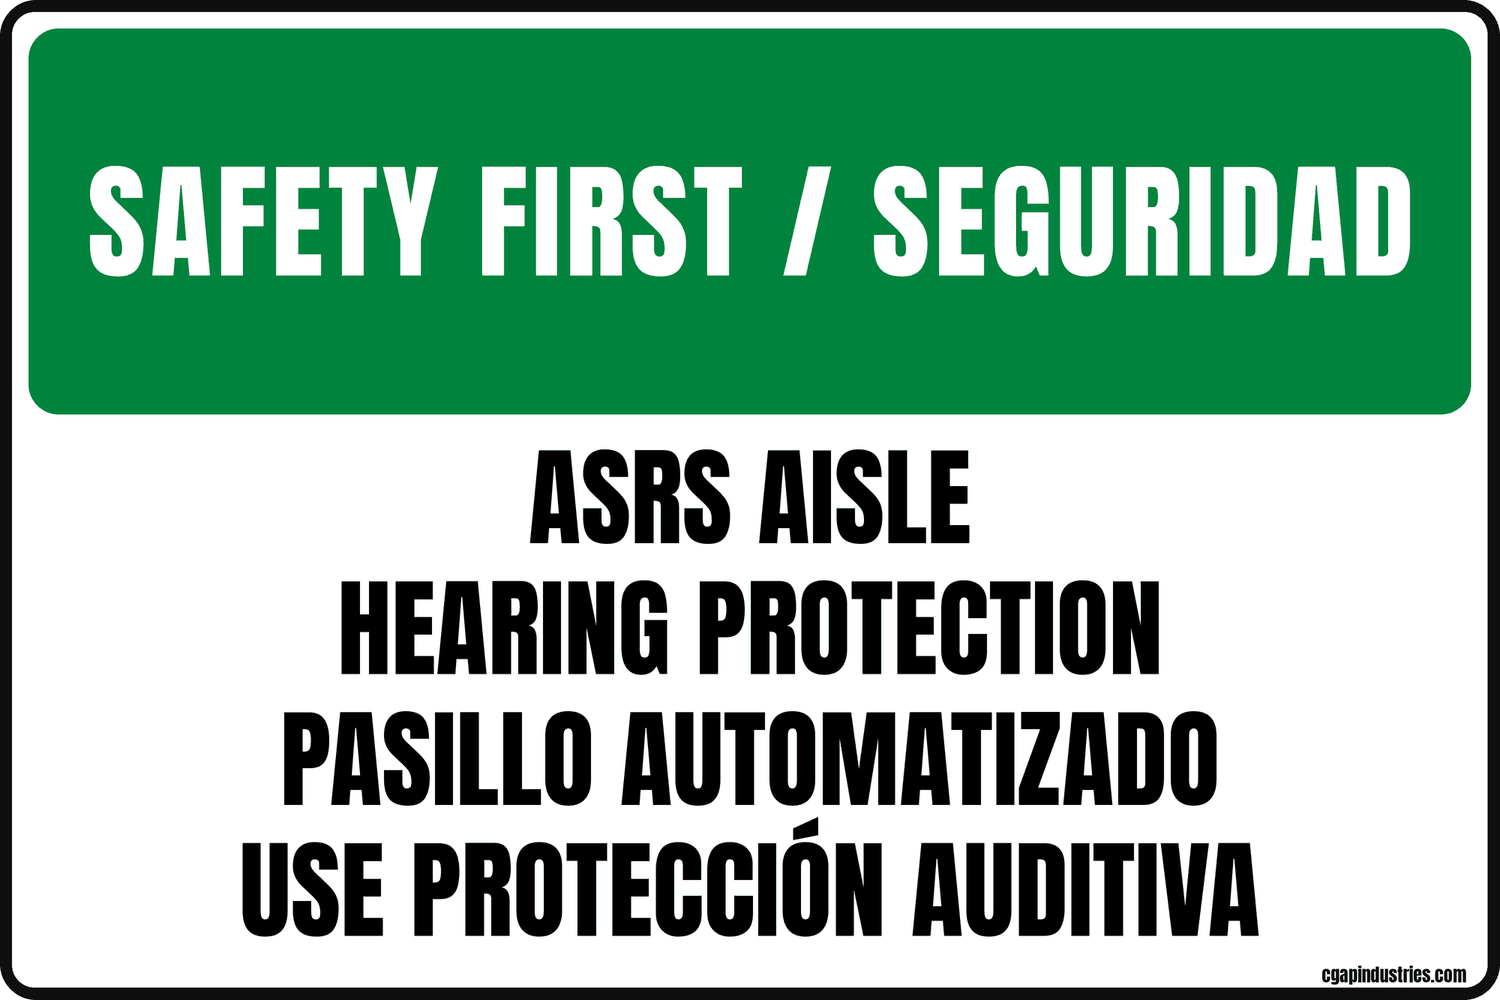 SAFETY FIRST / SEGURIDAD
ASRS AISLE
HEARING PROTECTION
PASILLO AUTOMATIZADO
USE PROTECCIÓN AUDITIVA
cgapindustries.com